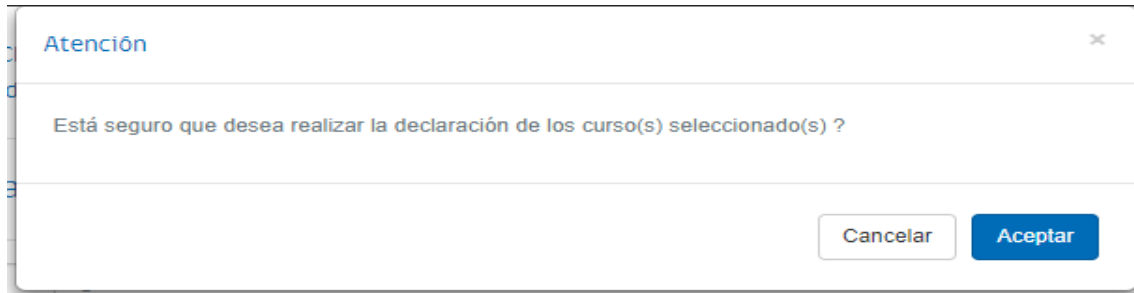 Atención
×
Está seguro que desea realizar la declaración de los curso(s) seleccionado(s) ?
Cancelar
Aceptar